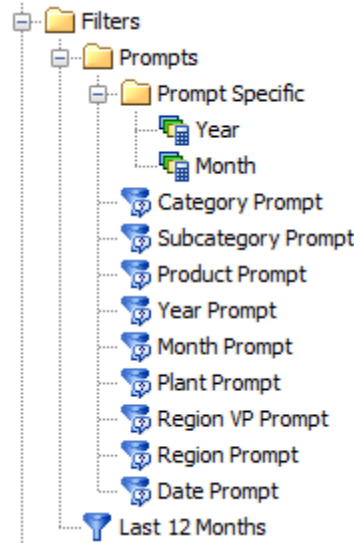 Filters
Prompts
Prompt Specific
Year
Month
Category Prompt
Subcategory Prompt
Product Prompt
Year Prompt
Month Prompt
Plant Prompt
Region VP Prompt
Region Prompt
Date Prompt
Last 12 Months